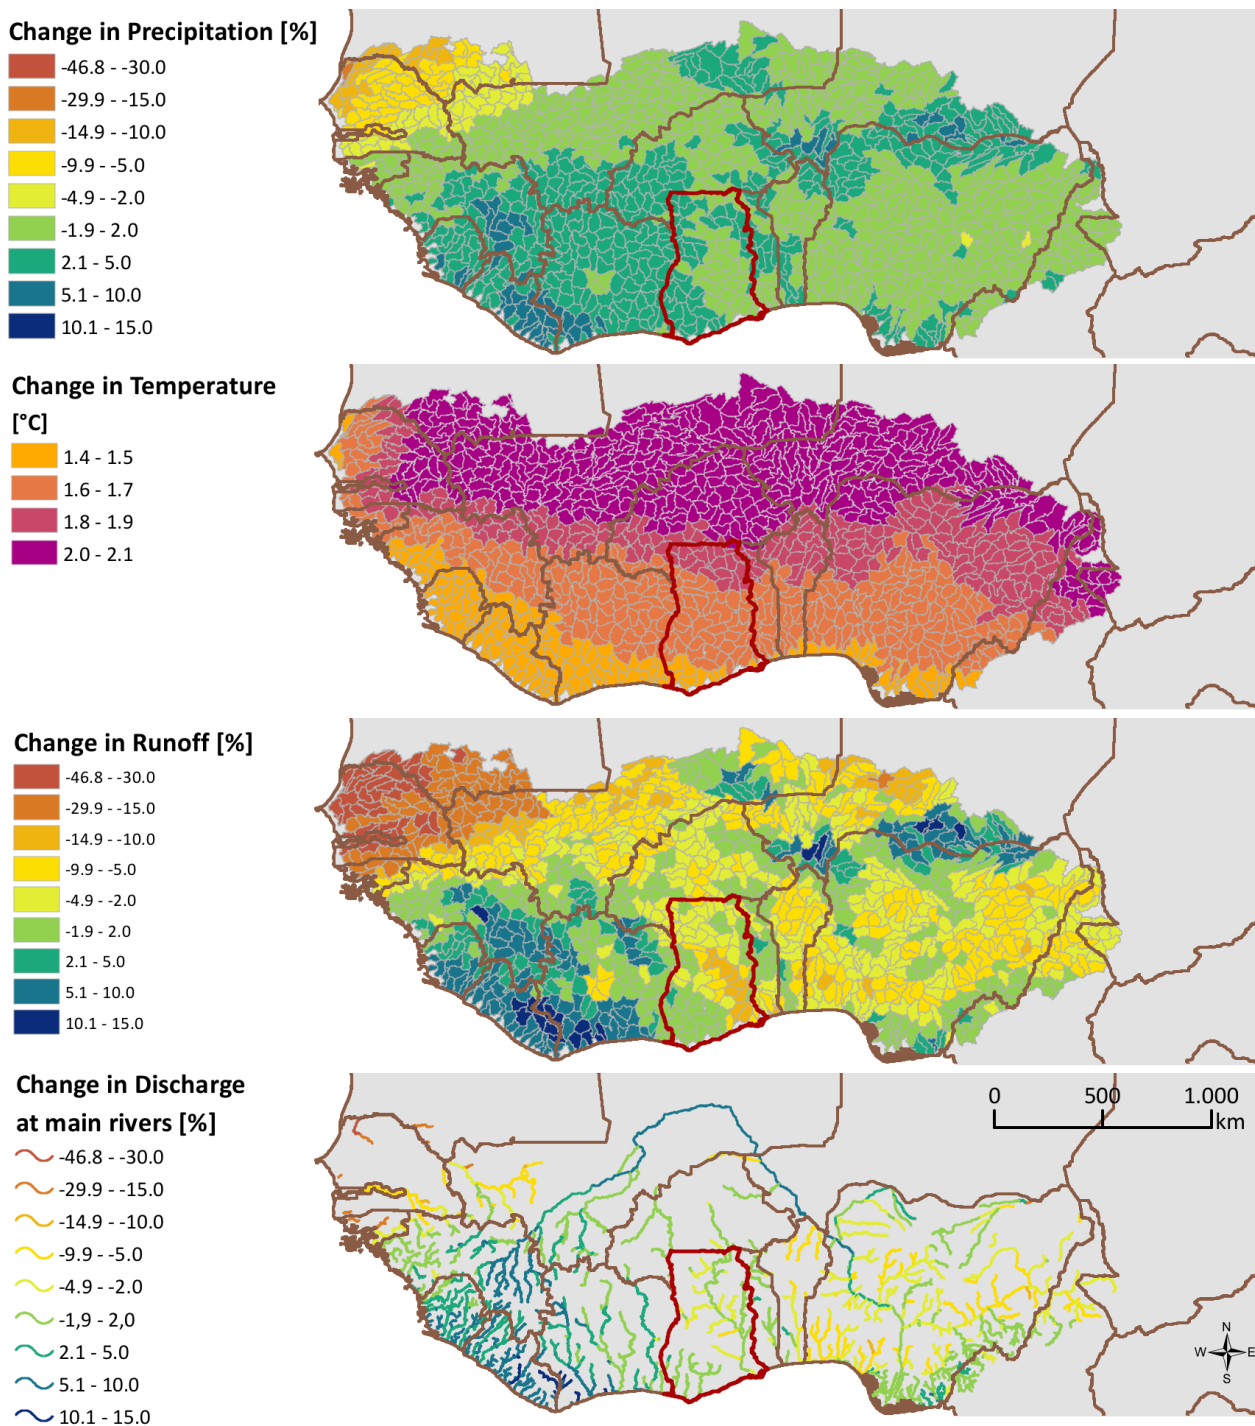 Change in Precipitation [%]
-46.8 - -30.0
-29.9 - -15.0
-14.9 - -10.0
-9.9 - -5.0
-4.9 - -2.0
-1.9 - 2.0
2.1 - 5.0
5.1 - 10.0
10.1 - 15.0
Change in Temperature
[°C]
1.4 - 1.5
1.6 - 1.7
1.8 - 1.9
2.0 - 2.1
Change in Runoff [%]
-46.8 - -30.0
-29.9 - -15.0
-14.9 - -10.0
-9.9 - -5.0
-4.9 - -2.0
-1.9 - 2.0
2.1 - 5.0
5.1 - 10.0
10.1 - 15.0
Change in Discharge
at main rivers [%]
-46.8 - -30.0
-29.9 - -15.0
-14.9 - -10.0
-9.9 - -5.0
-4.9 - -2.0
-1,9 - 2,0
2.1 - 5.0
5.1 - 10.0
10.1 - 15.0
0 500 1.000
km
N
W E
S